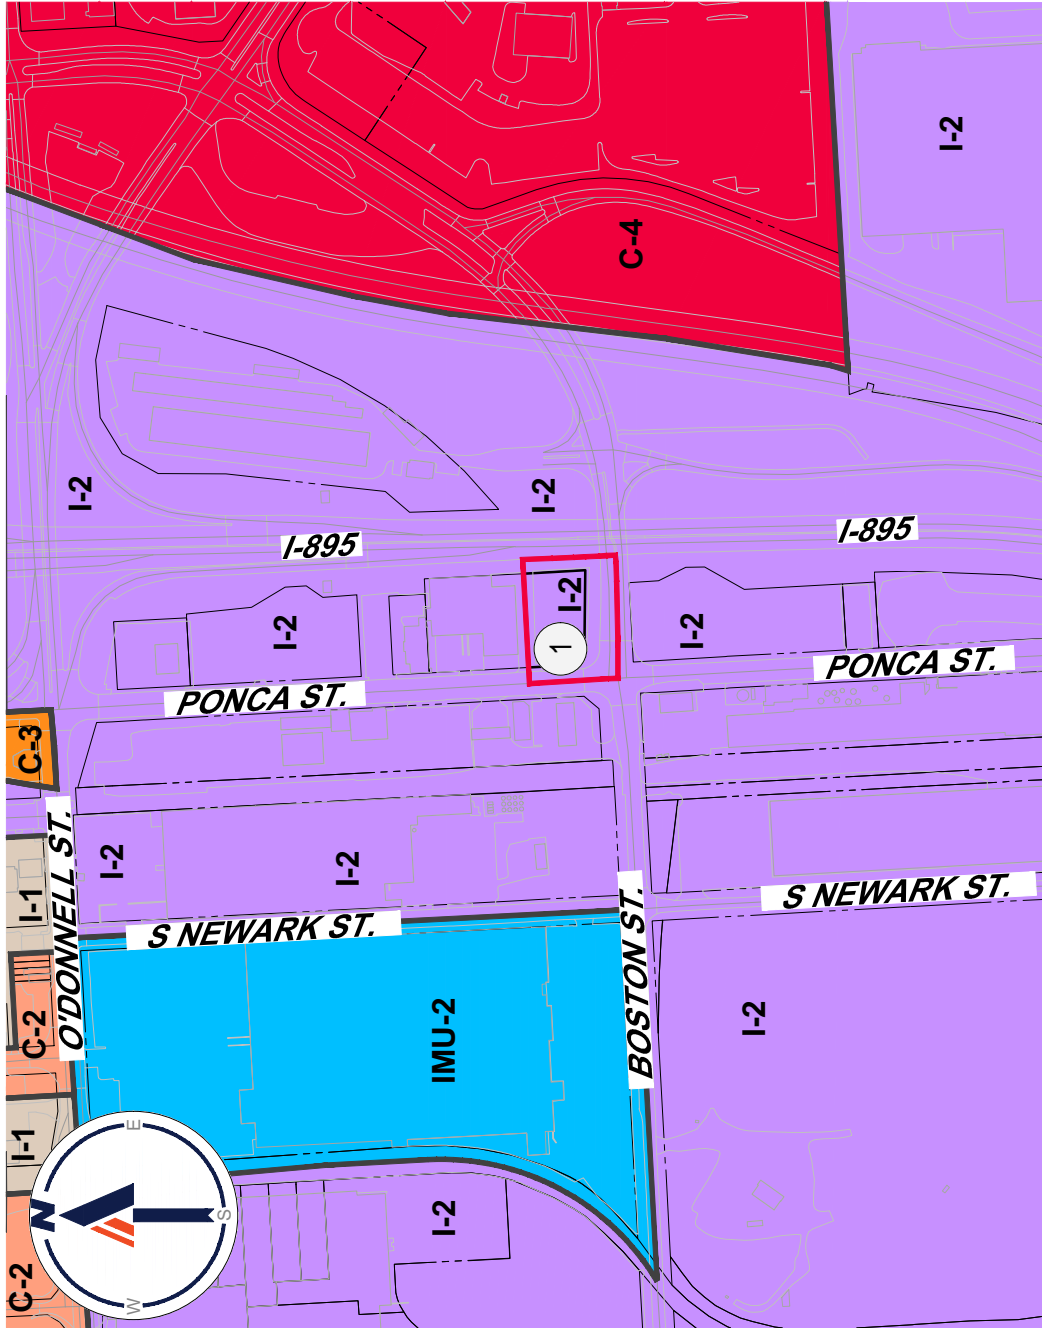 I-2
C-4
I-2
I-2
I-895
I-895
I-2
I-2
1
I-2
PONCA ST.
PONCA ST.
C-3
O'DONNELL ST.
I-2
I-2
I-1
S NEWARK ST.
S NEWARK ST.
BOSTON ST.
C-2
IMU-2
I-2
I-1
N
E
S
W
I-2
C-2